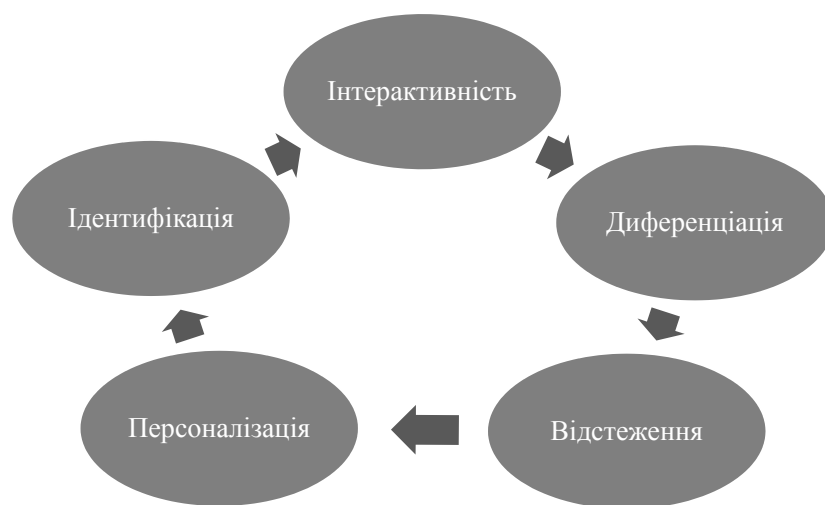 Інтерактивність
Ідентифікація
Диференціація
Персоналізація
Відстеження